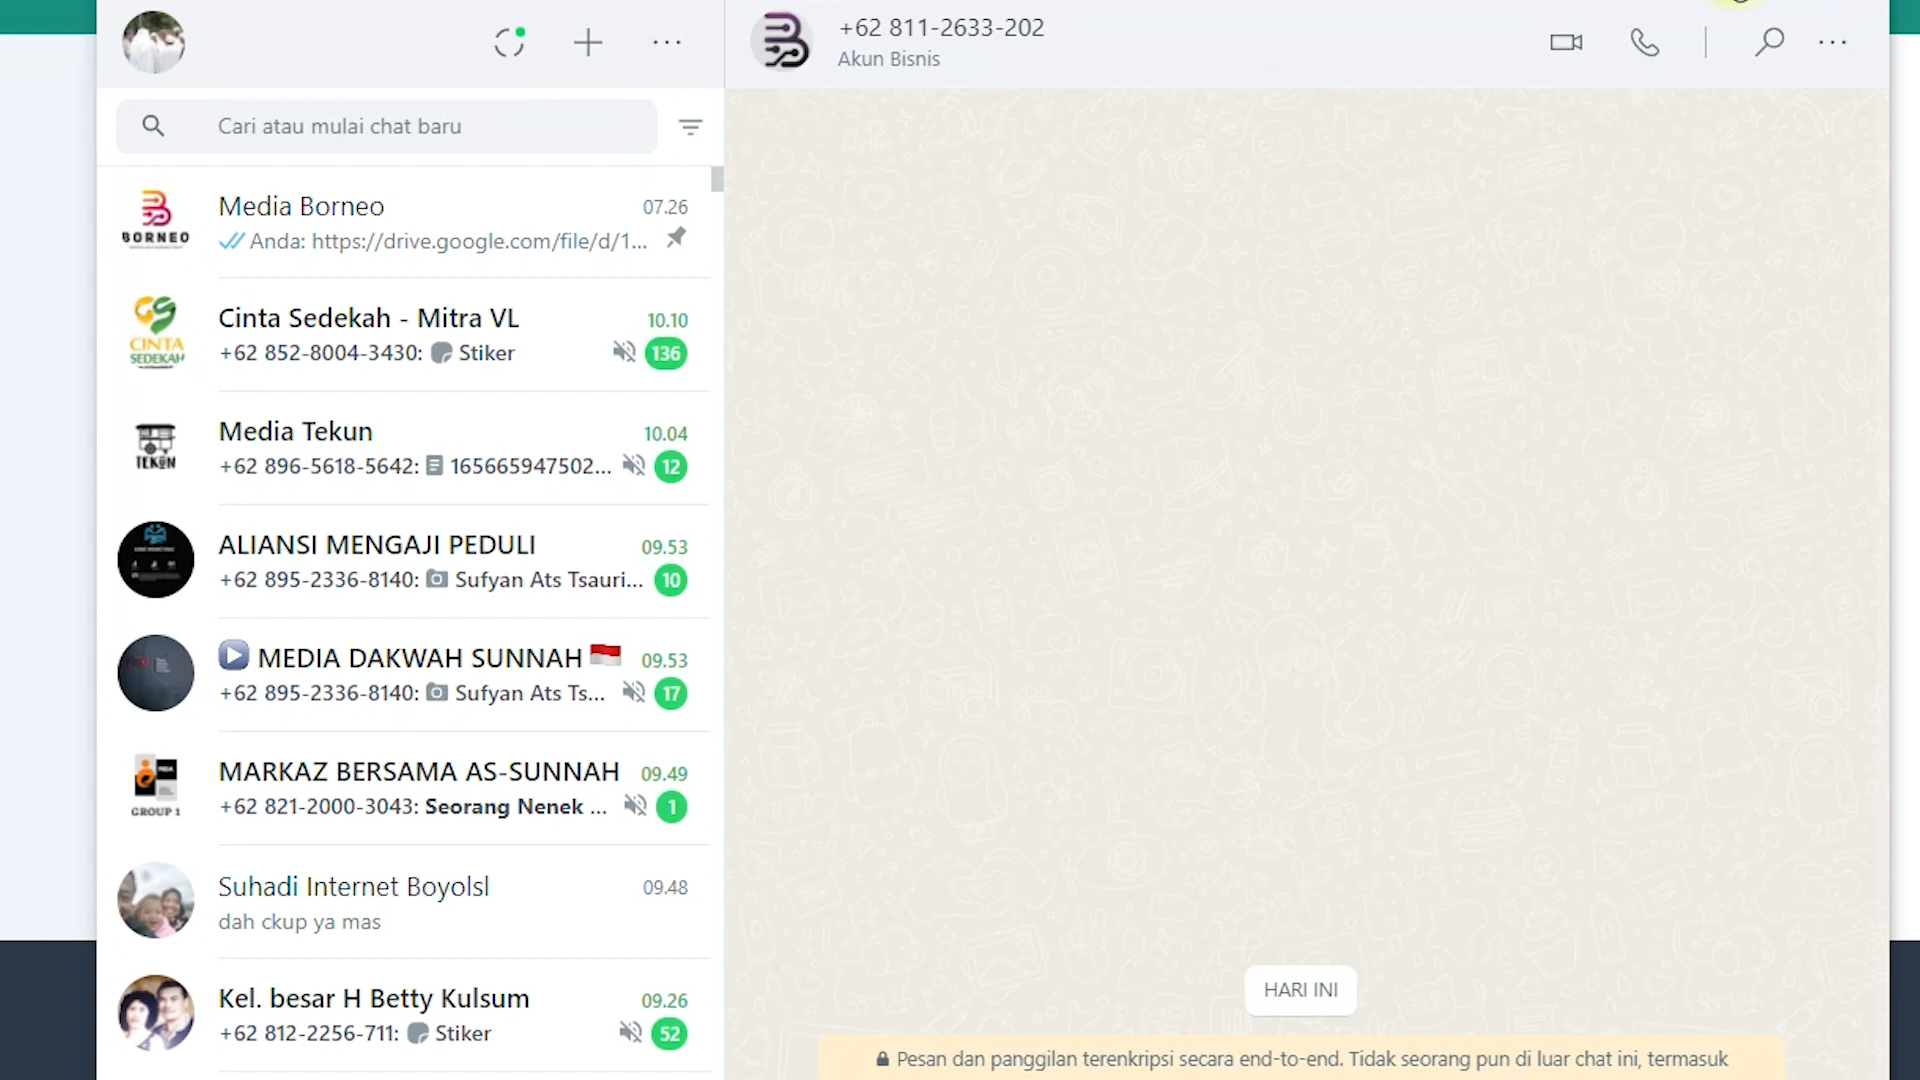 +62 811-2633-202
Akun Bisnis
Cari atau mulai chat baru
BORNEO
Media Borneo
07.26
Anda: https://drive.google.com/file/d/1...
CINTA
SEDEKAH
Cinta Sedekah - Mitra VL
10.10
+62 852-8004-3430: Stiker
136
TEKUN
Media Tekun
10.04
+62 896-5618-5642: 165665947502...
12
ALIANSI MENGAJI PEDULI
09.53
+62 895-2336-8140: Sufyan Ats Tsauri...
10
MEDIA DAKWAH SUNNAH
09.53
+62 895-2336-8140: Sufyan Ats Ts...
17
GROUP 1
MARKAZ BERSAMA AS-SUNNAH
09.49
+62 821-2000-3043: Seorang Nenek ...
1
Suhadi Internet Boyolsl
09.48
dah ckup ya mas
Kel. besar H Betty Kulsum
09.26
+62 812-2256-711: Stiker
52
HARI INI
Pesan dan panggilan terenkripsi secara end-to-end. Tidak seorang pun di luar chat ini, termasuk